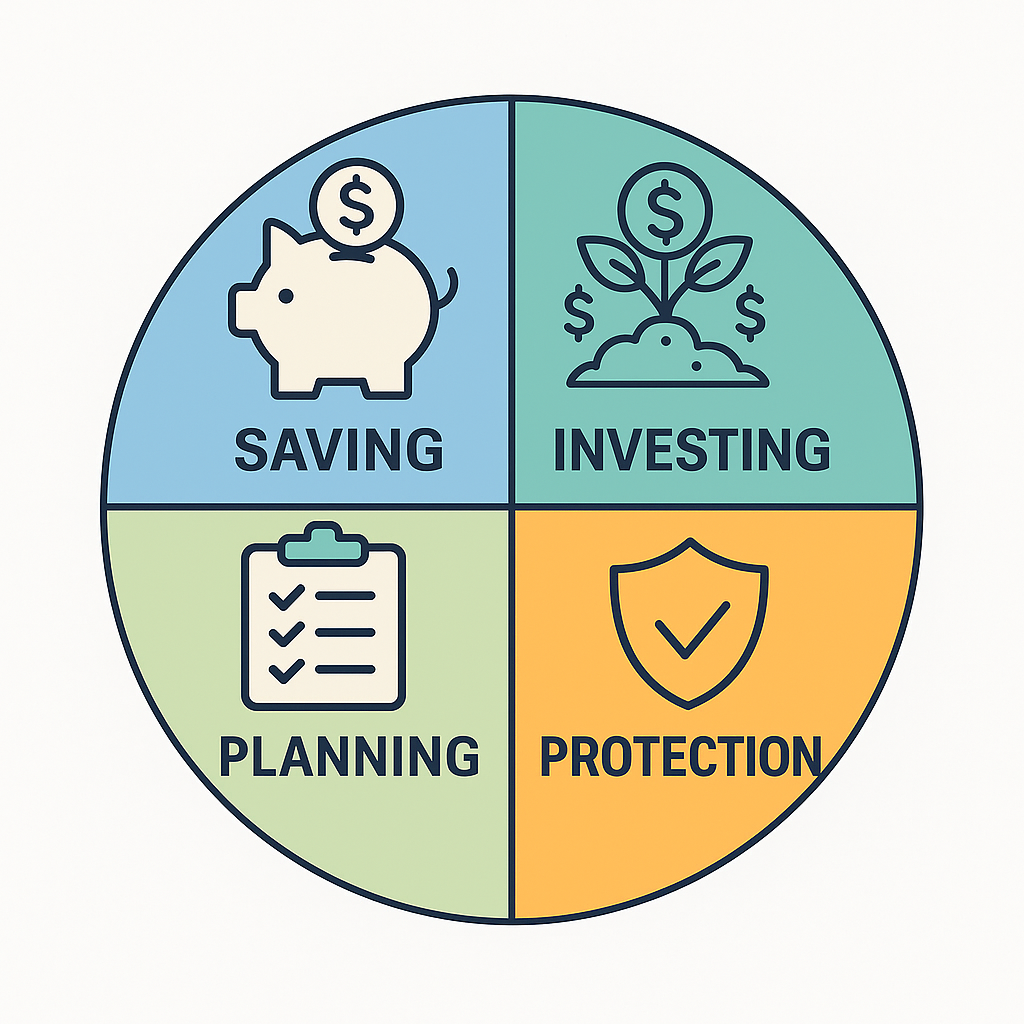 $
$
$
$
SAVING
INVESTING
PLANNING
PROTECTION